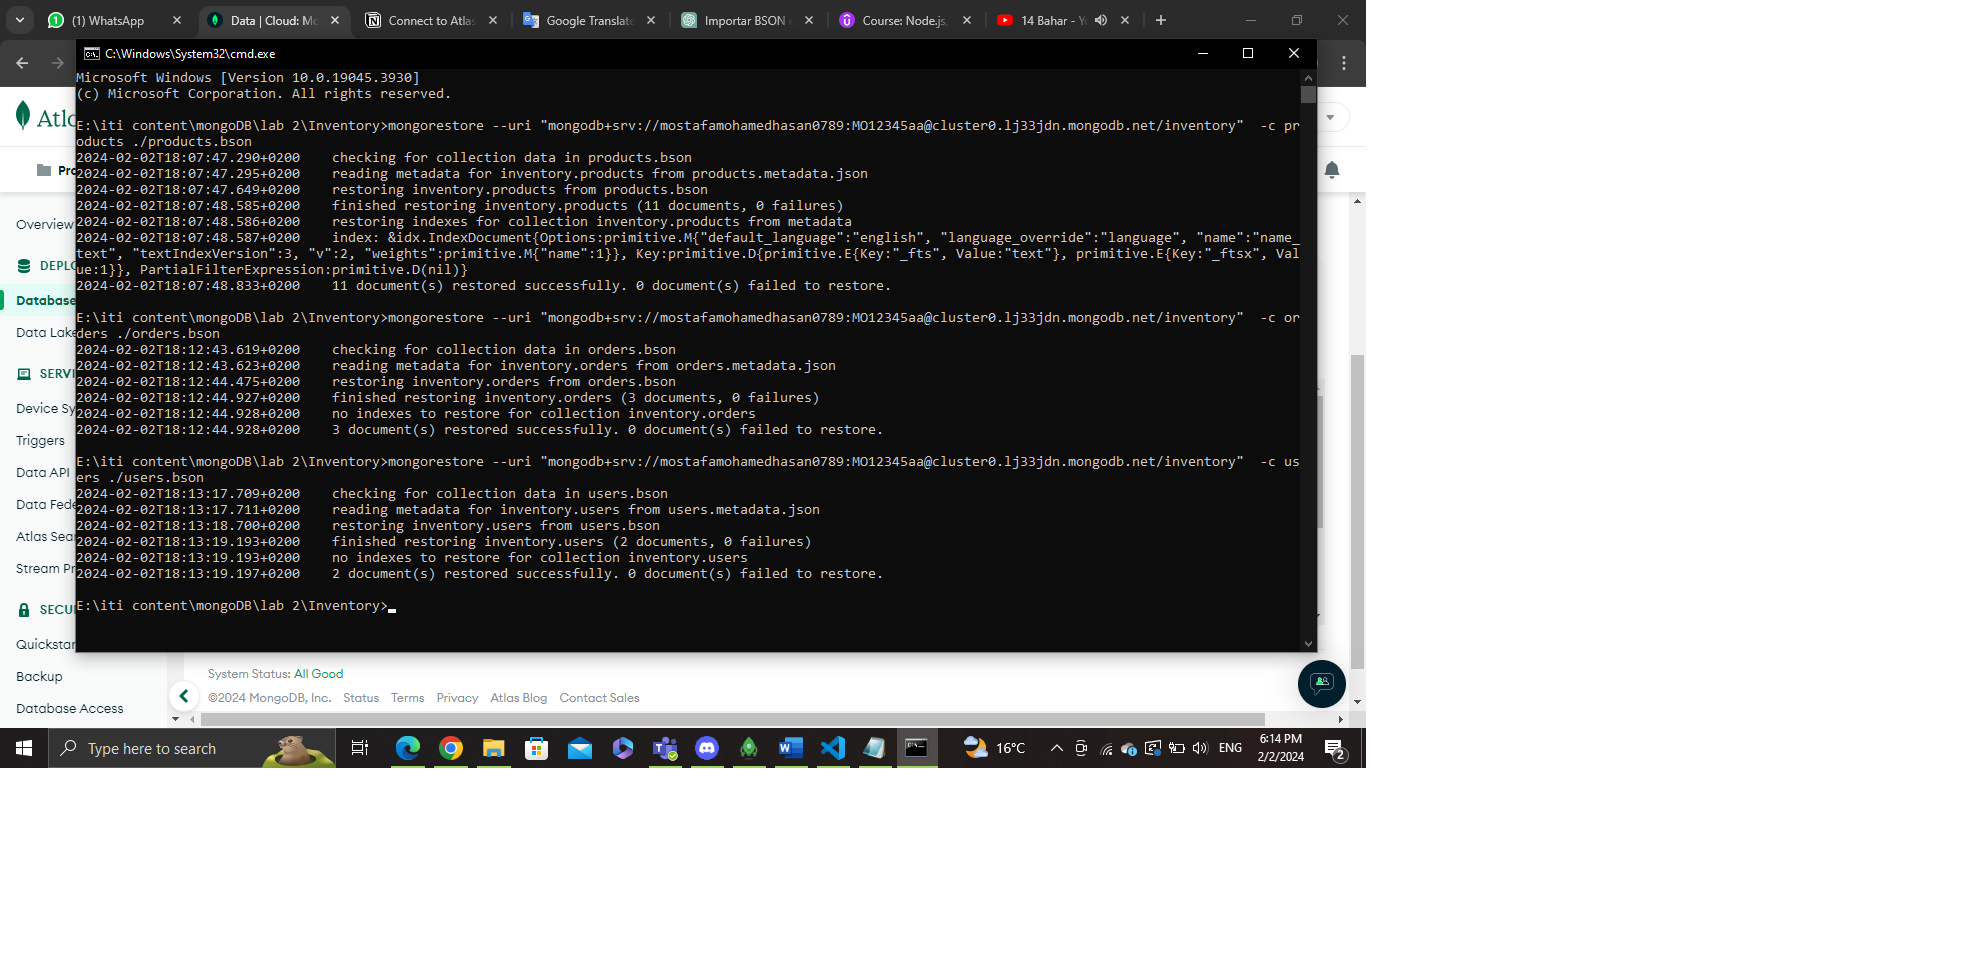 (1) WhatsApp
Data | Cloud: Mo
Connect to Atlas
Google Translate
Importar BSON
Course: Node.js,
14 Bahar - Yo
C:\Windows\System32\cmd.exe
Microsoft Windows [Version 10.0.19045.3930]
(c) Microsoft Corporation. All rights reserved.
E:\iti content\mongoDB\lab 2\Inventory>mongorestore --uri "mongodb+srv://mostafamohamedhasan0789:MO12345aa@cluster0.lj33jdn.mongodb.net/inventory"  -c pr
oducts ./products.bson
2024-02-02T18:07:47.290+0200    checking for collection data in products.bson
2024-02-02T18:07:47.295+0200    reading metadata for inventory.products from products.metadata.json
2024-02-02T18:07:47.649+0200    restoring inventory.products from products.bson
2024-02-02T18:07:48.585+0200    finished restoring inventory.products (11 documents, 0 failures)
2024-02-02T18:07:48.586+0200    restoring indexes for collection inventory.products from metadata
2024-02-02T18:07:48.587+0200    index: &idx.IndexDocument{Options:primitive.M{"default_language":"english", "language_override":"language", "name":"name_
text", "textIndexVersion":3, "v":2, "weights":primitive.M{"name":1}}, Key:primitive.D{primitive.E{Key:"_fts", Value:"text"}, primitive.E{Key:"_ftsx", Val
ue:1}}, PartialFilterExpression:primitive.D(nil)}
2024-02-02T18:07:48.833+0200    11 document(s) restored successfully. 0 document(s) failed to restore.
E:\iti content\mongoDB\lab 2\Inventory>mongorestore --uri "mongodb+srv://mostafamohamedhasan0789:MO12345aa@cluster0.lj33jdn.mongodb.net/inventory"  -c or
ders ./orders.bson
2024-02-02T18:12:43.619+0200    checking for collection data in orders.bson
2024-02-02T18:12:43.623+0200    reading metadata for inventory.orders from orders.metadata.json
2024-02-02T18:12:44.475+0200    restoring inventory.orders from orders.bson
2024-02-02T18:12:44.927+0200    finished restoring inventory.orders (3 documents, 0 failures)
2024-02-02T18:12:44.928+0200    no indexes to restore for collection inventory.orders
2024-02-02T18:12:44.928+0200    3 document(s) restored successfully. 0 document(s) failed to restore.
E:\iti content\mongoDB\lab 2\Inventory>mongorestore --uri "mongodb+srv://mostafamohamedhasan0789:MO12345aa@cluster0.lj33jdn.mongodb.net/inventory"  -c us
ers ./users.bson
2024-02-02T18:13:17.709+0200    checking for collection data in users.bson
2024-02-02T18:13:17.711+0200    reading metadata for inventory.users from users.metadata.json
2024-02-02T18:13:18.700+0200    restoring inventory.users from users.bson
2024-02-02T18:13:19.193+0200    finished restoring inventory.users (2 documents, 0 failures)
2024-02-02T18:13:19.193+0200    no indexes to restore for collection inventory.users
2024-02-02T18:13:19.197+0200    2 document(s) restored successfully. 0 document(s) failed to restore.
E:\iti content\mongoDB\lab 2\Inventory>
Atl
Pro
Overview
DEPLO
Database
Data Lake
SERVI
Device Sy
Triggers
Data API
Data Fede
Atlas Sea
Stream Pr
SECU
Quickstar
Backup
Database Access
System Status: All Good
©2024 MongoDB, Inc. Status Terms Privacy Atlas Blog Contact Sales
Type here to search
16°C
ENG
6:14 PM
2/2/2024
2